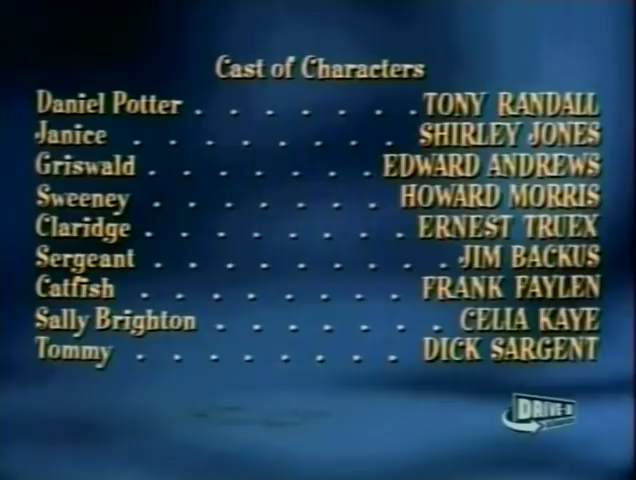 Cast of Characters
Daniel Potter . . . . . . . TONY RANDALL
Janice . . . . . . . . SHIRLEY JONES
Griswald . . . . . . . EDWARD ANDREWS
Sweeney . . . . . . . HOWARD MORRIS
Claridge . . . . . . . . ERNEST TRUEX
Sergeant . . . . . . . . . JIM BACKUS
Catfish . . . . . . . . FRANK FAYLEN
Sally Brighton . . . . . . . CELIA KAYE
Tommy . . . . . . . . DICK SARGENT
DRIVE-